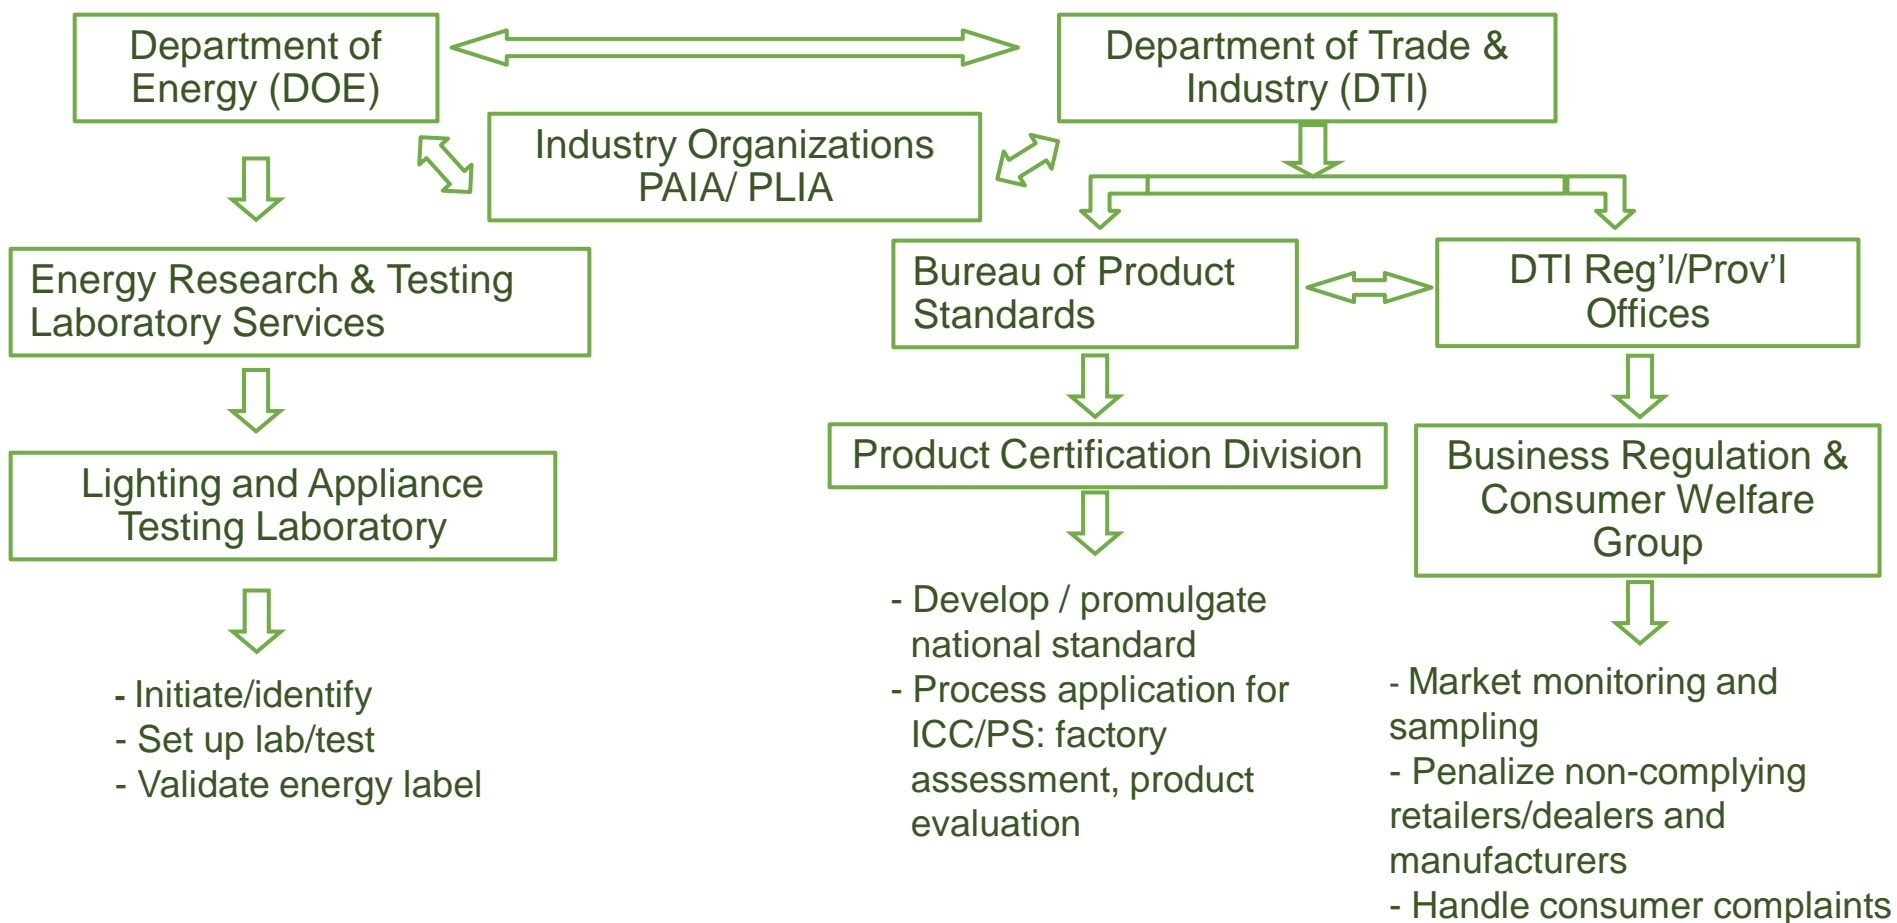 Department of
Energy (DOE)
Department of Trade &
Industry (DTI)
Industry Organizations
PAIA/ PLIA
Energy Research & Testing
Laboratory Services
Bureau of Product
Standards
DTI Reg’l/Prov’l
Offices
Lighting and Appliance
Testing Laboratory
Product Certification Division
Business Regulation &
Consumer Welfare
Group
- Initiate/identify
- Set up lab/test
- Validate energy label
- Develop / promulgate
national standard
- Process application for
ICC/PS: factory
assessment, product
evaluation
- Market monitoring and
sampling
- Penalize non-complying
retailers/dealers and
manufacturers
- Handle consumer complaints